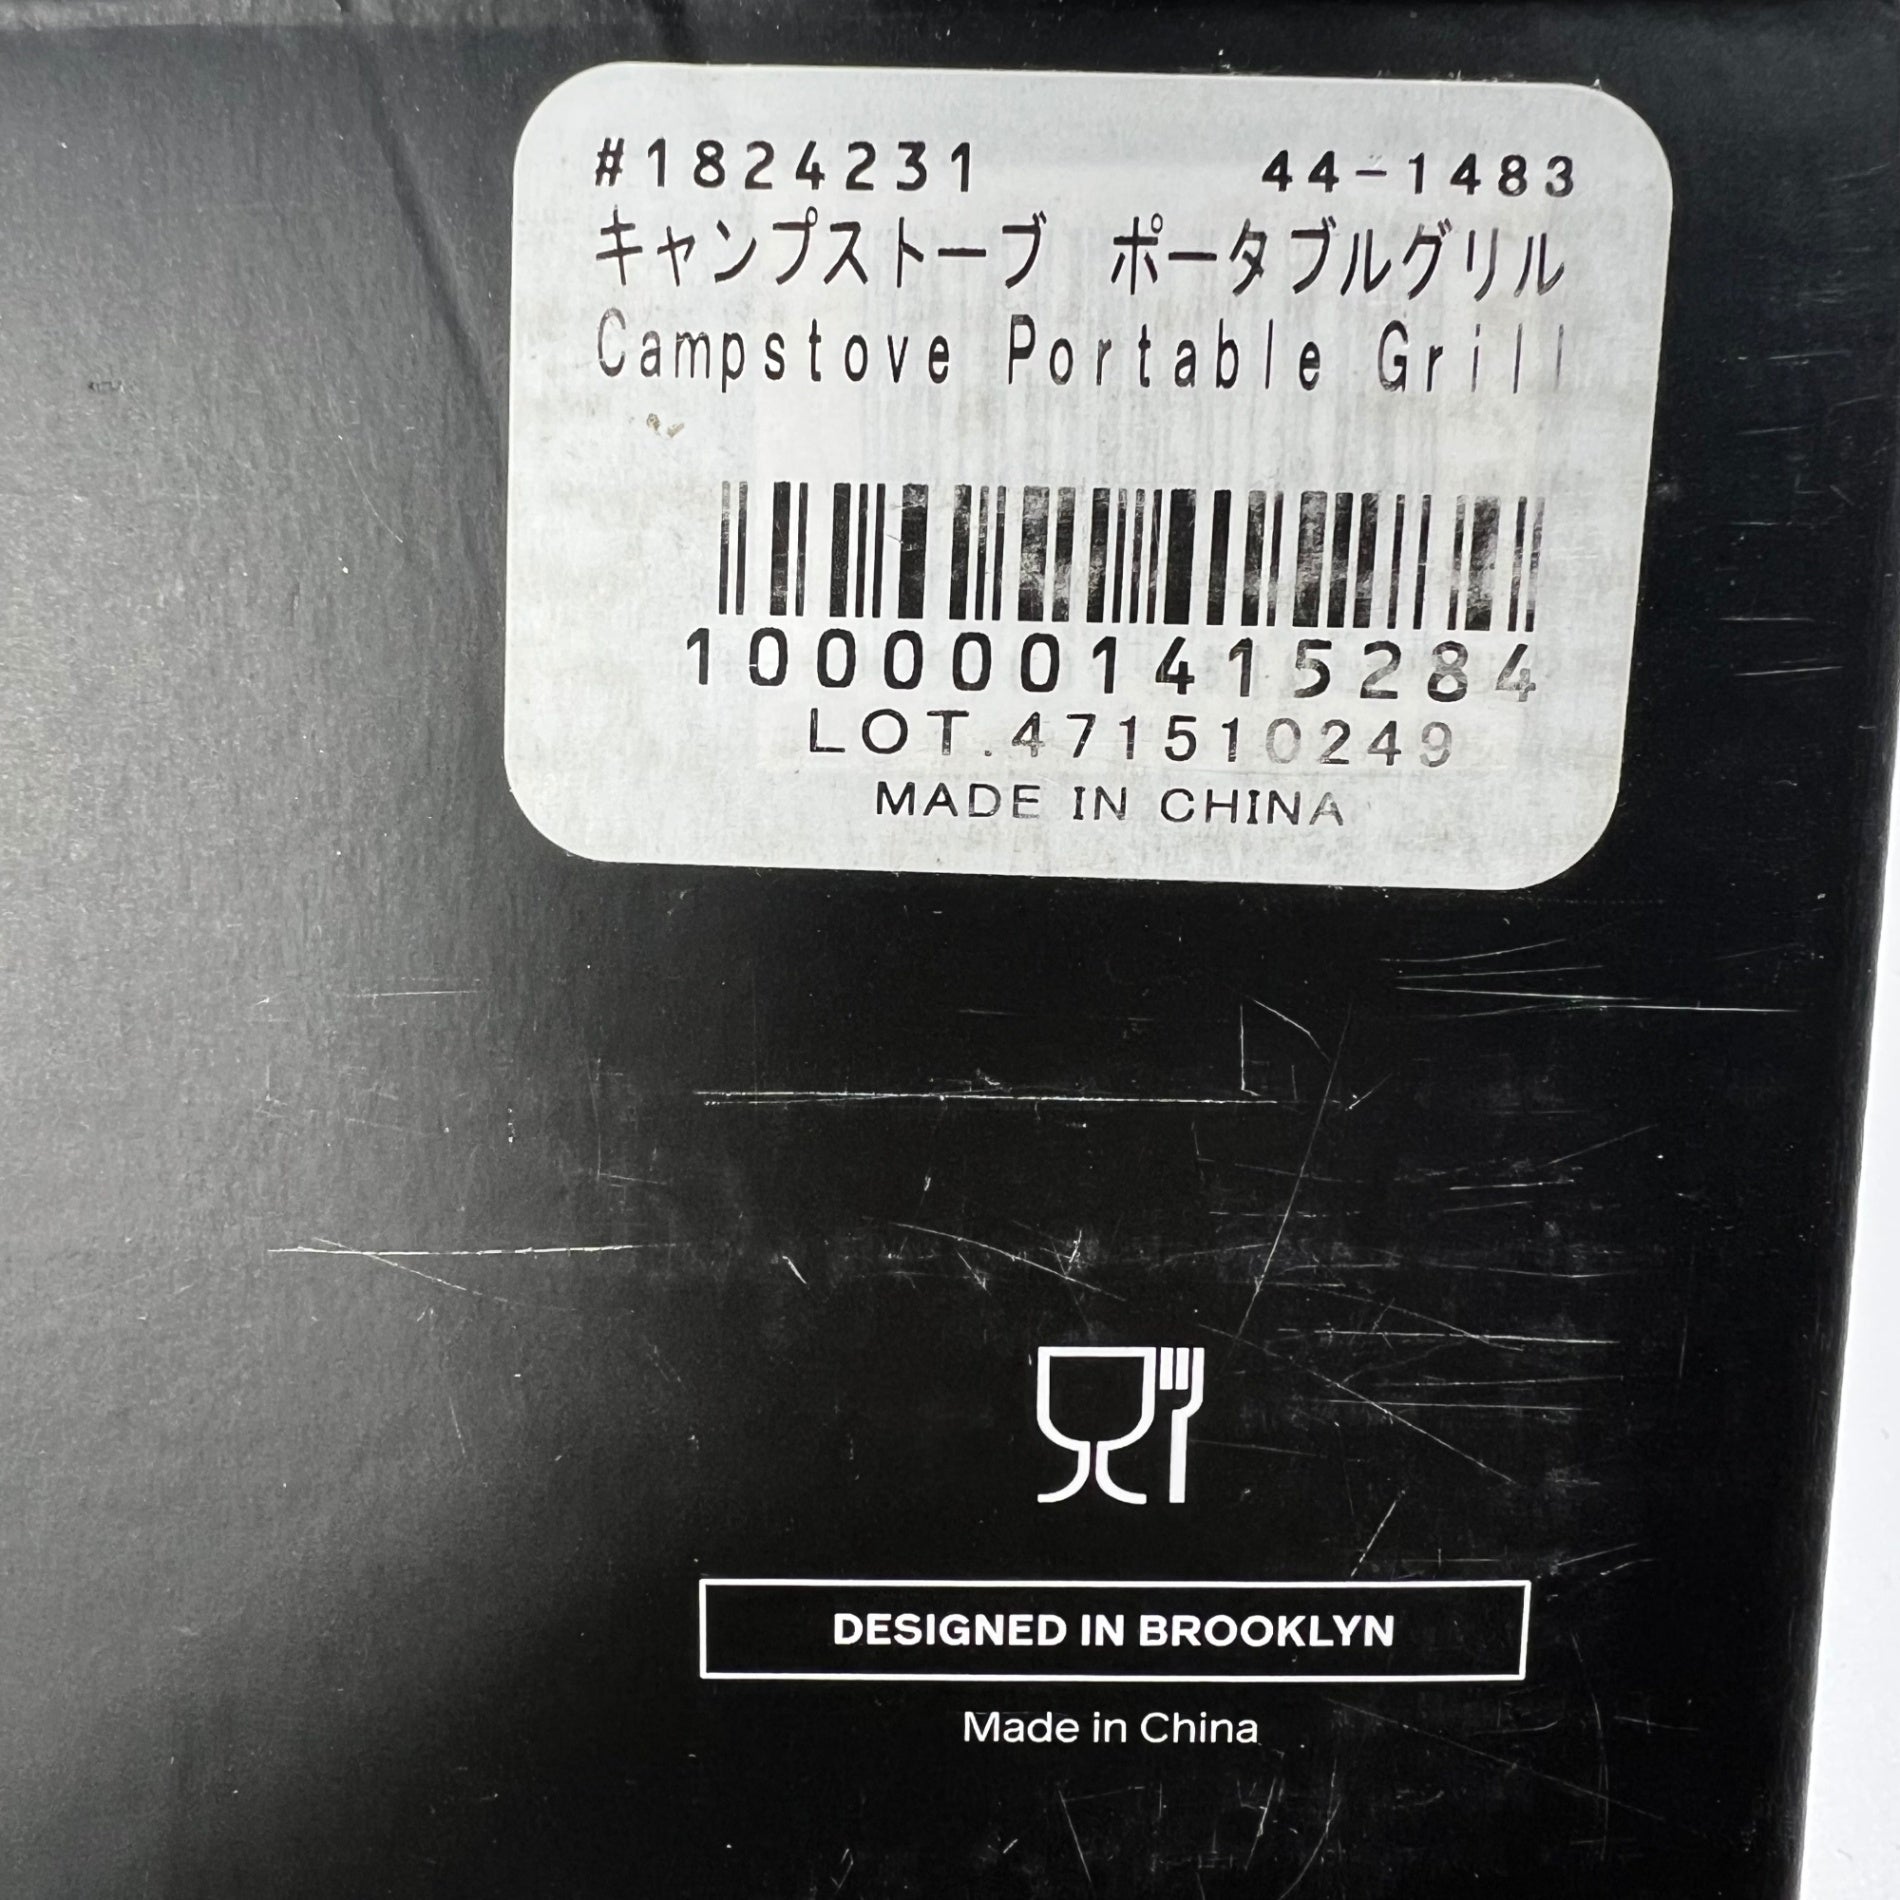 #1824231 44-1483
キャンプストーブ ポータブルグリル
Campstove Portable Grill
1000001415284
LOT.471510249
MADE IN CHINA
DESIGNED IN BROOKLYN
Made in China